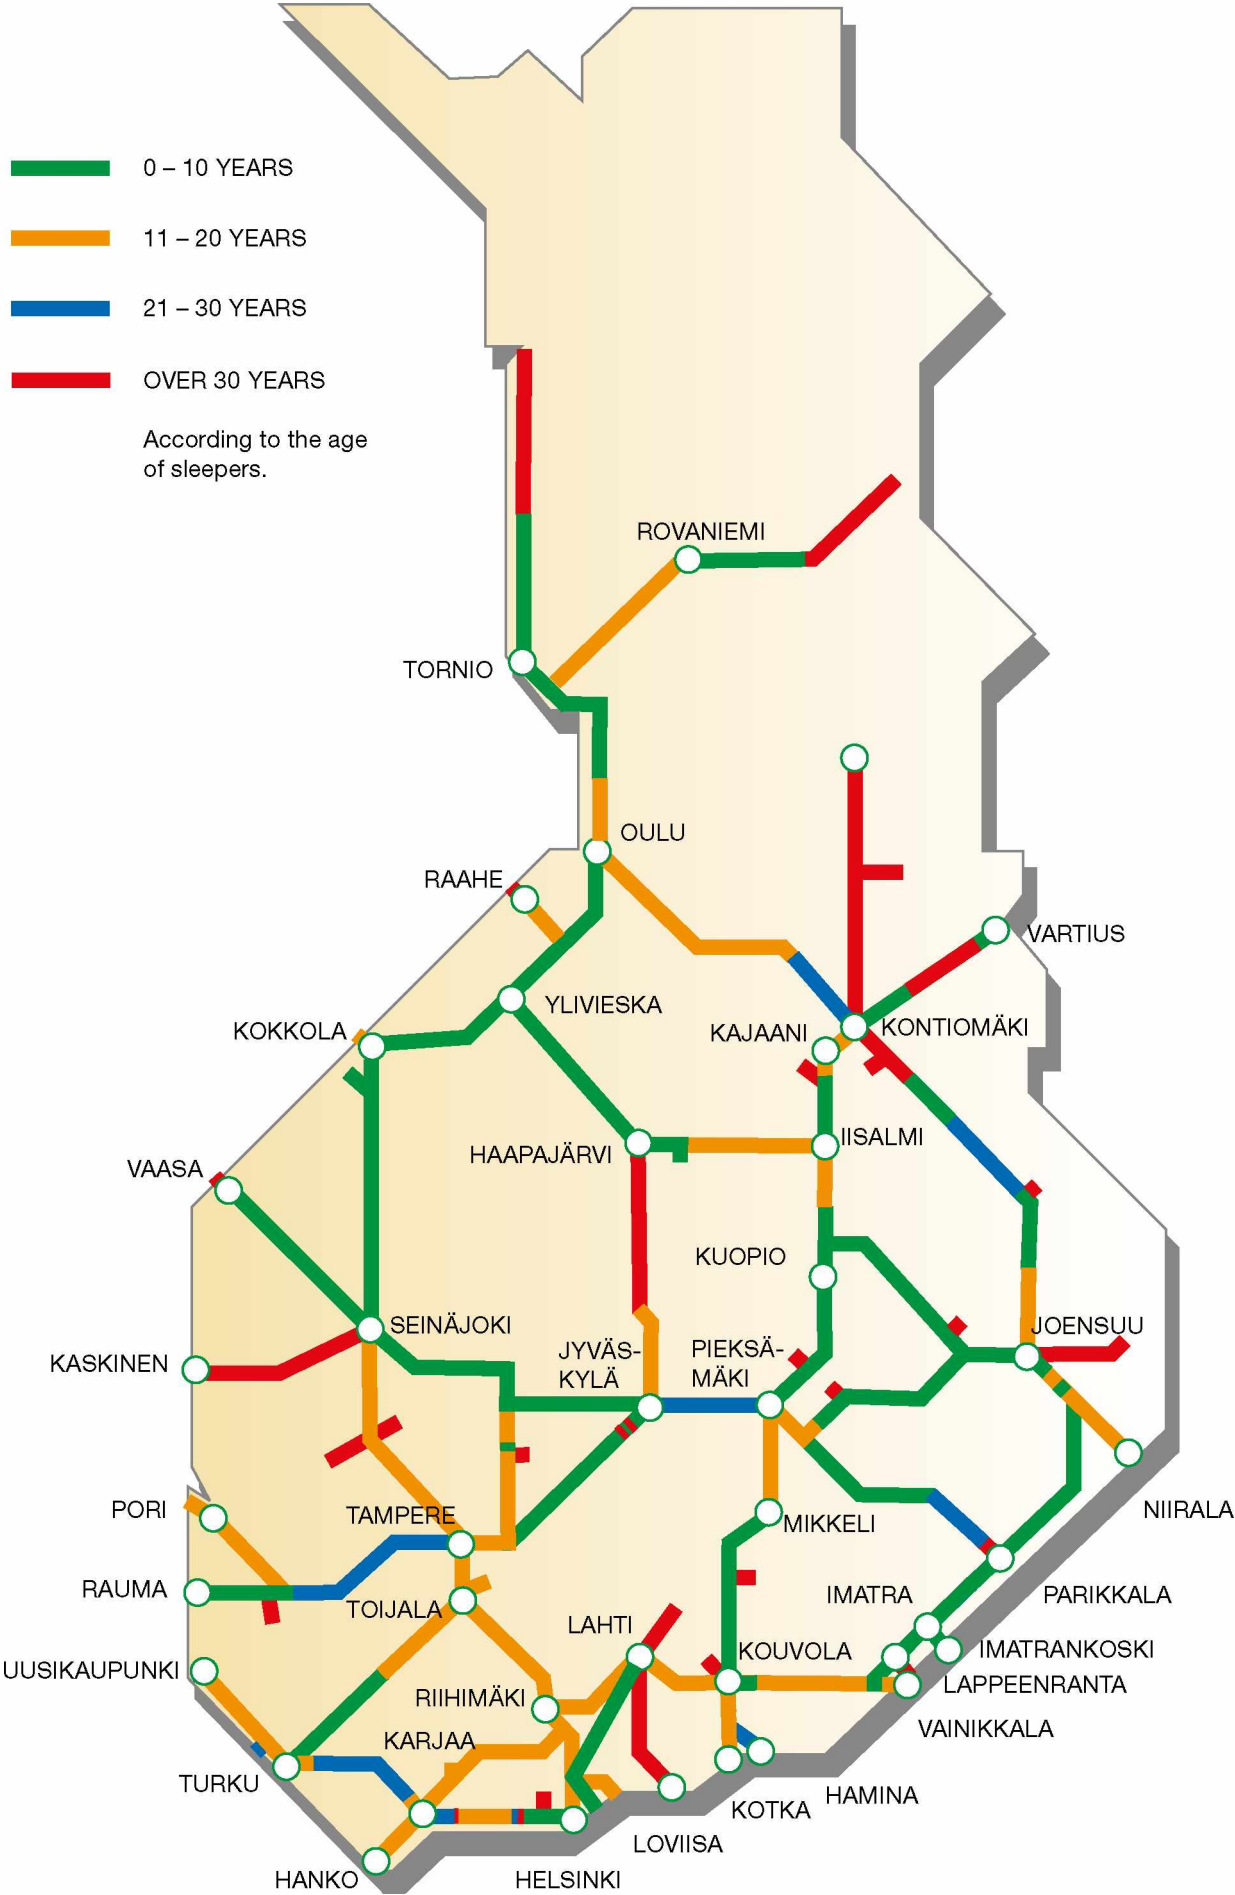 0 – 10 YEARS
11 – 20 YEARS
21 – 30 YEARS
OVER 30 YEARS
According to the age
of sleepers.
ROVANIEMI
TORNIO
OULU
RAAHE
VARTIUS
YLIVIESKA
KOKKOLA
KAJAANI
KONTIOMÄKI
IISALMI
HAAPAJÄRVI
VAASA
KUOPIO
SEINÄJOKI
JOENSUU
JYVÄS-
KYLÄ
PIEKSÄ-
MÄKI
KASKINEN
PORI
TAMPERE
MIKKELI
NIIRALA
RAUMA
TOIJALA
IMATRA
PARIKKALA
LAHTI
KOUVOLA
IMATRANKOSKI
UUSIKAUPUNKI
LAPPEENRANTA
RIIHIMÄKI
VAINIKKALA
KARJAA
TURKU
HAMINA
KOTKA
LOVIISA
HANKO
HELSINKI